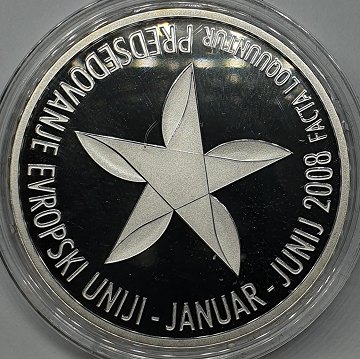 PREDSEDOVANJE EVROPSKI UNIJI - JANUAR - JUNIJ 2008 FACTA LOQUUNTUR